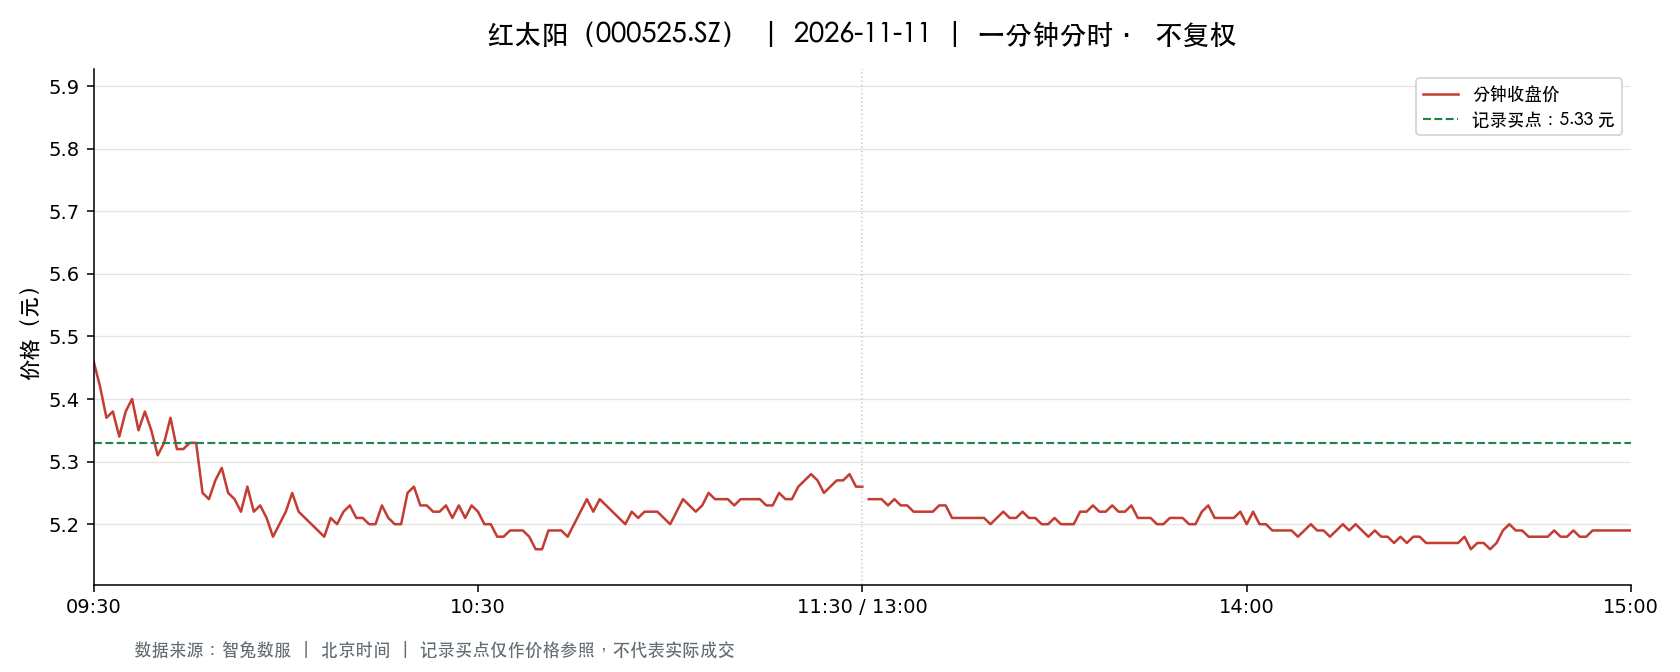 红太阳（000525.SZ） | 2026-11-11 | 一分钟分时 · 不复权
分钟收盘价
记录买点：5.33 元
价格（元）
5.9
5.8
5.7
5.6
5.5
5.4
5.3
5.2
09:30
10:30
11:30 / 13:00
14:00
15:00
数据来源：智兔数服 | 北京时间 | 记录买点仅作价格参照，不代表实际成交